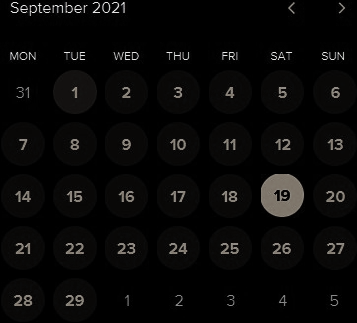 September 2021
MON TUE WED THU FRI SAT SUN
31 1 2 3 4 5 6
7 8 9 10 11 12 13
14 15 16 17 18 19 20
21 22 23 24 25 26 27
28 29 1 2 3 4 5